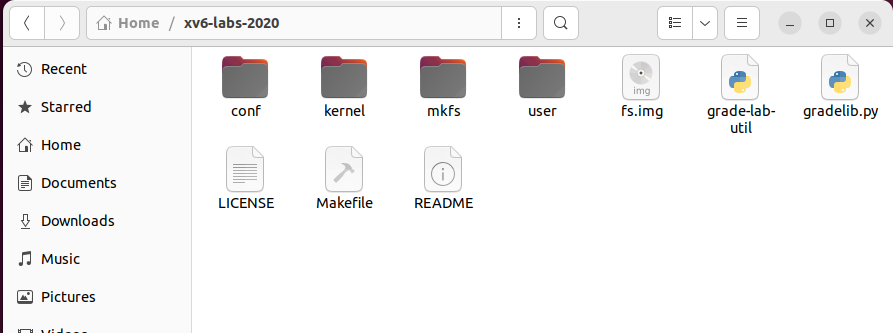 Home / xv6-labs-2020
Recent
Starred
Home
Documents
Downloads
Music
Pictures
conf
kernel
mkfs
user
fs.img
img
grade-lab-
util
gradelib.py
LICENSE
Makefile
README